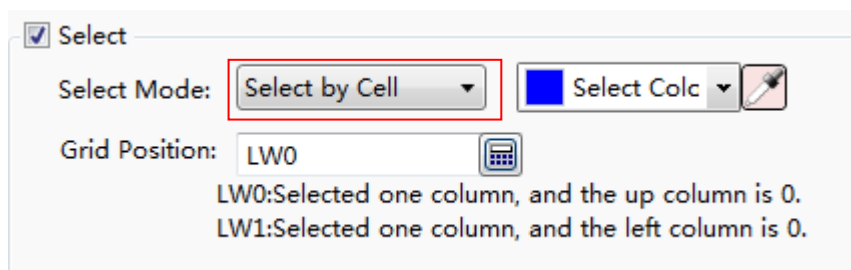 Select
Select Mode: Select by Cell Select Colc
Grid Position: LW0
LW0:Selected one column, and the up column is 0.
LW1:Selected one column, and the left column is 0.